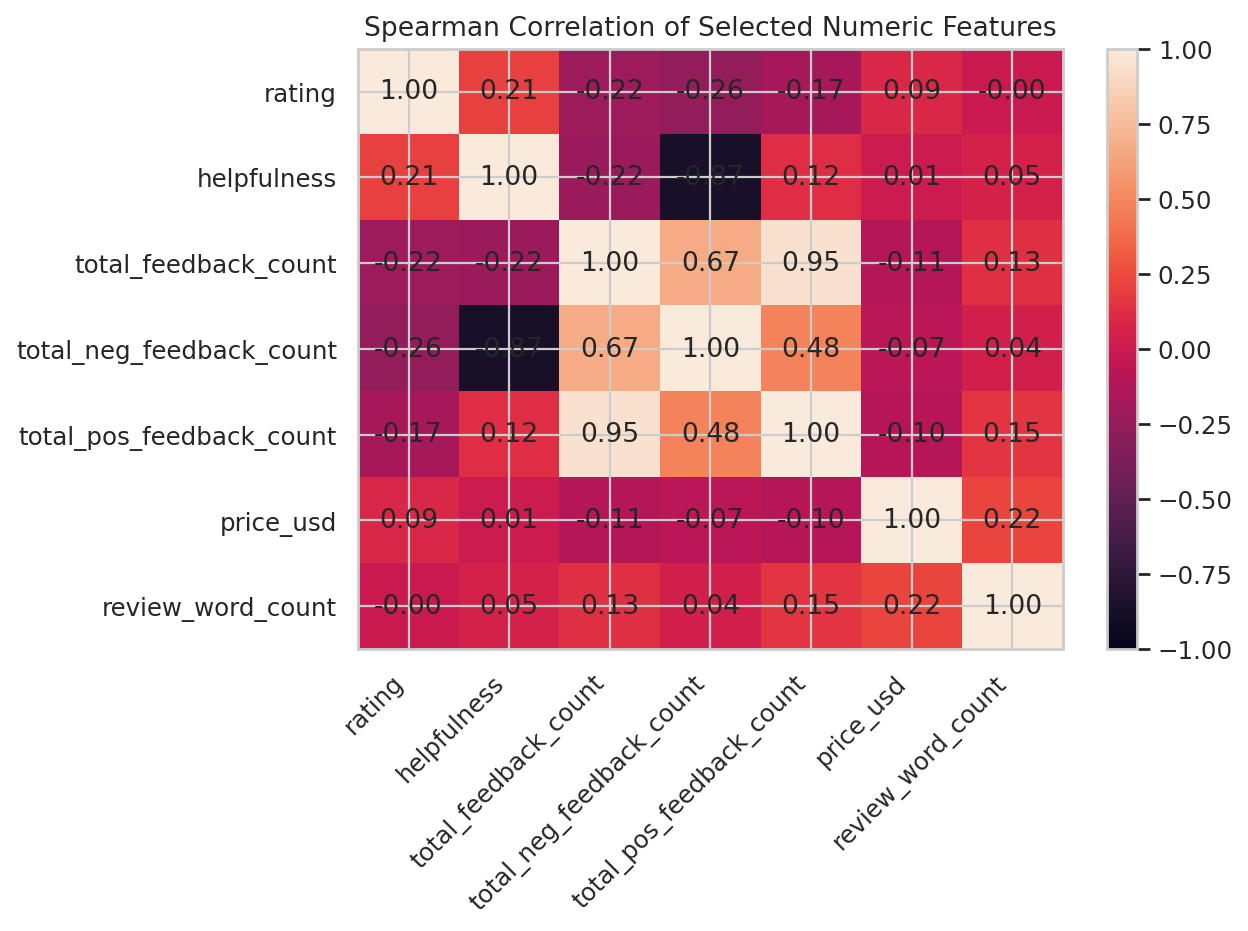 Spearman Correlation of Selected Numeric Features
rating 1.00 0.21 -0.22 -0.26 -0.17 0.09 -0.00
helpfulness 0.21 1.00 -0.22 -0.87 0.12 0.01 0.05
total_feedback_count -0.22 -0.22 1.00 0.67 0.95 -0.11 0.13
total_neg_feedback_count -0.26 -0.87 0.67 1.00 0.48 -0.07 0.04
total_pos_feedback_count -0.17 0.12 0.95 0.48 1.00 -0.10 0.15
price_usd 0.09 0.01 -0.11 -0.07 -0.10 1.00 0.22
review_word_count -0.00 0.05 0.13 0.04 0.15 0.22 1.00
rating
helpfulness
total_feedback_count
total_neg_feedback_count
total_pos_feedback_count
price_usd
review_word_count
1.00
0.75
0.50
0.25
0.00
−0.25
−0.50
−0.75
−1.00